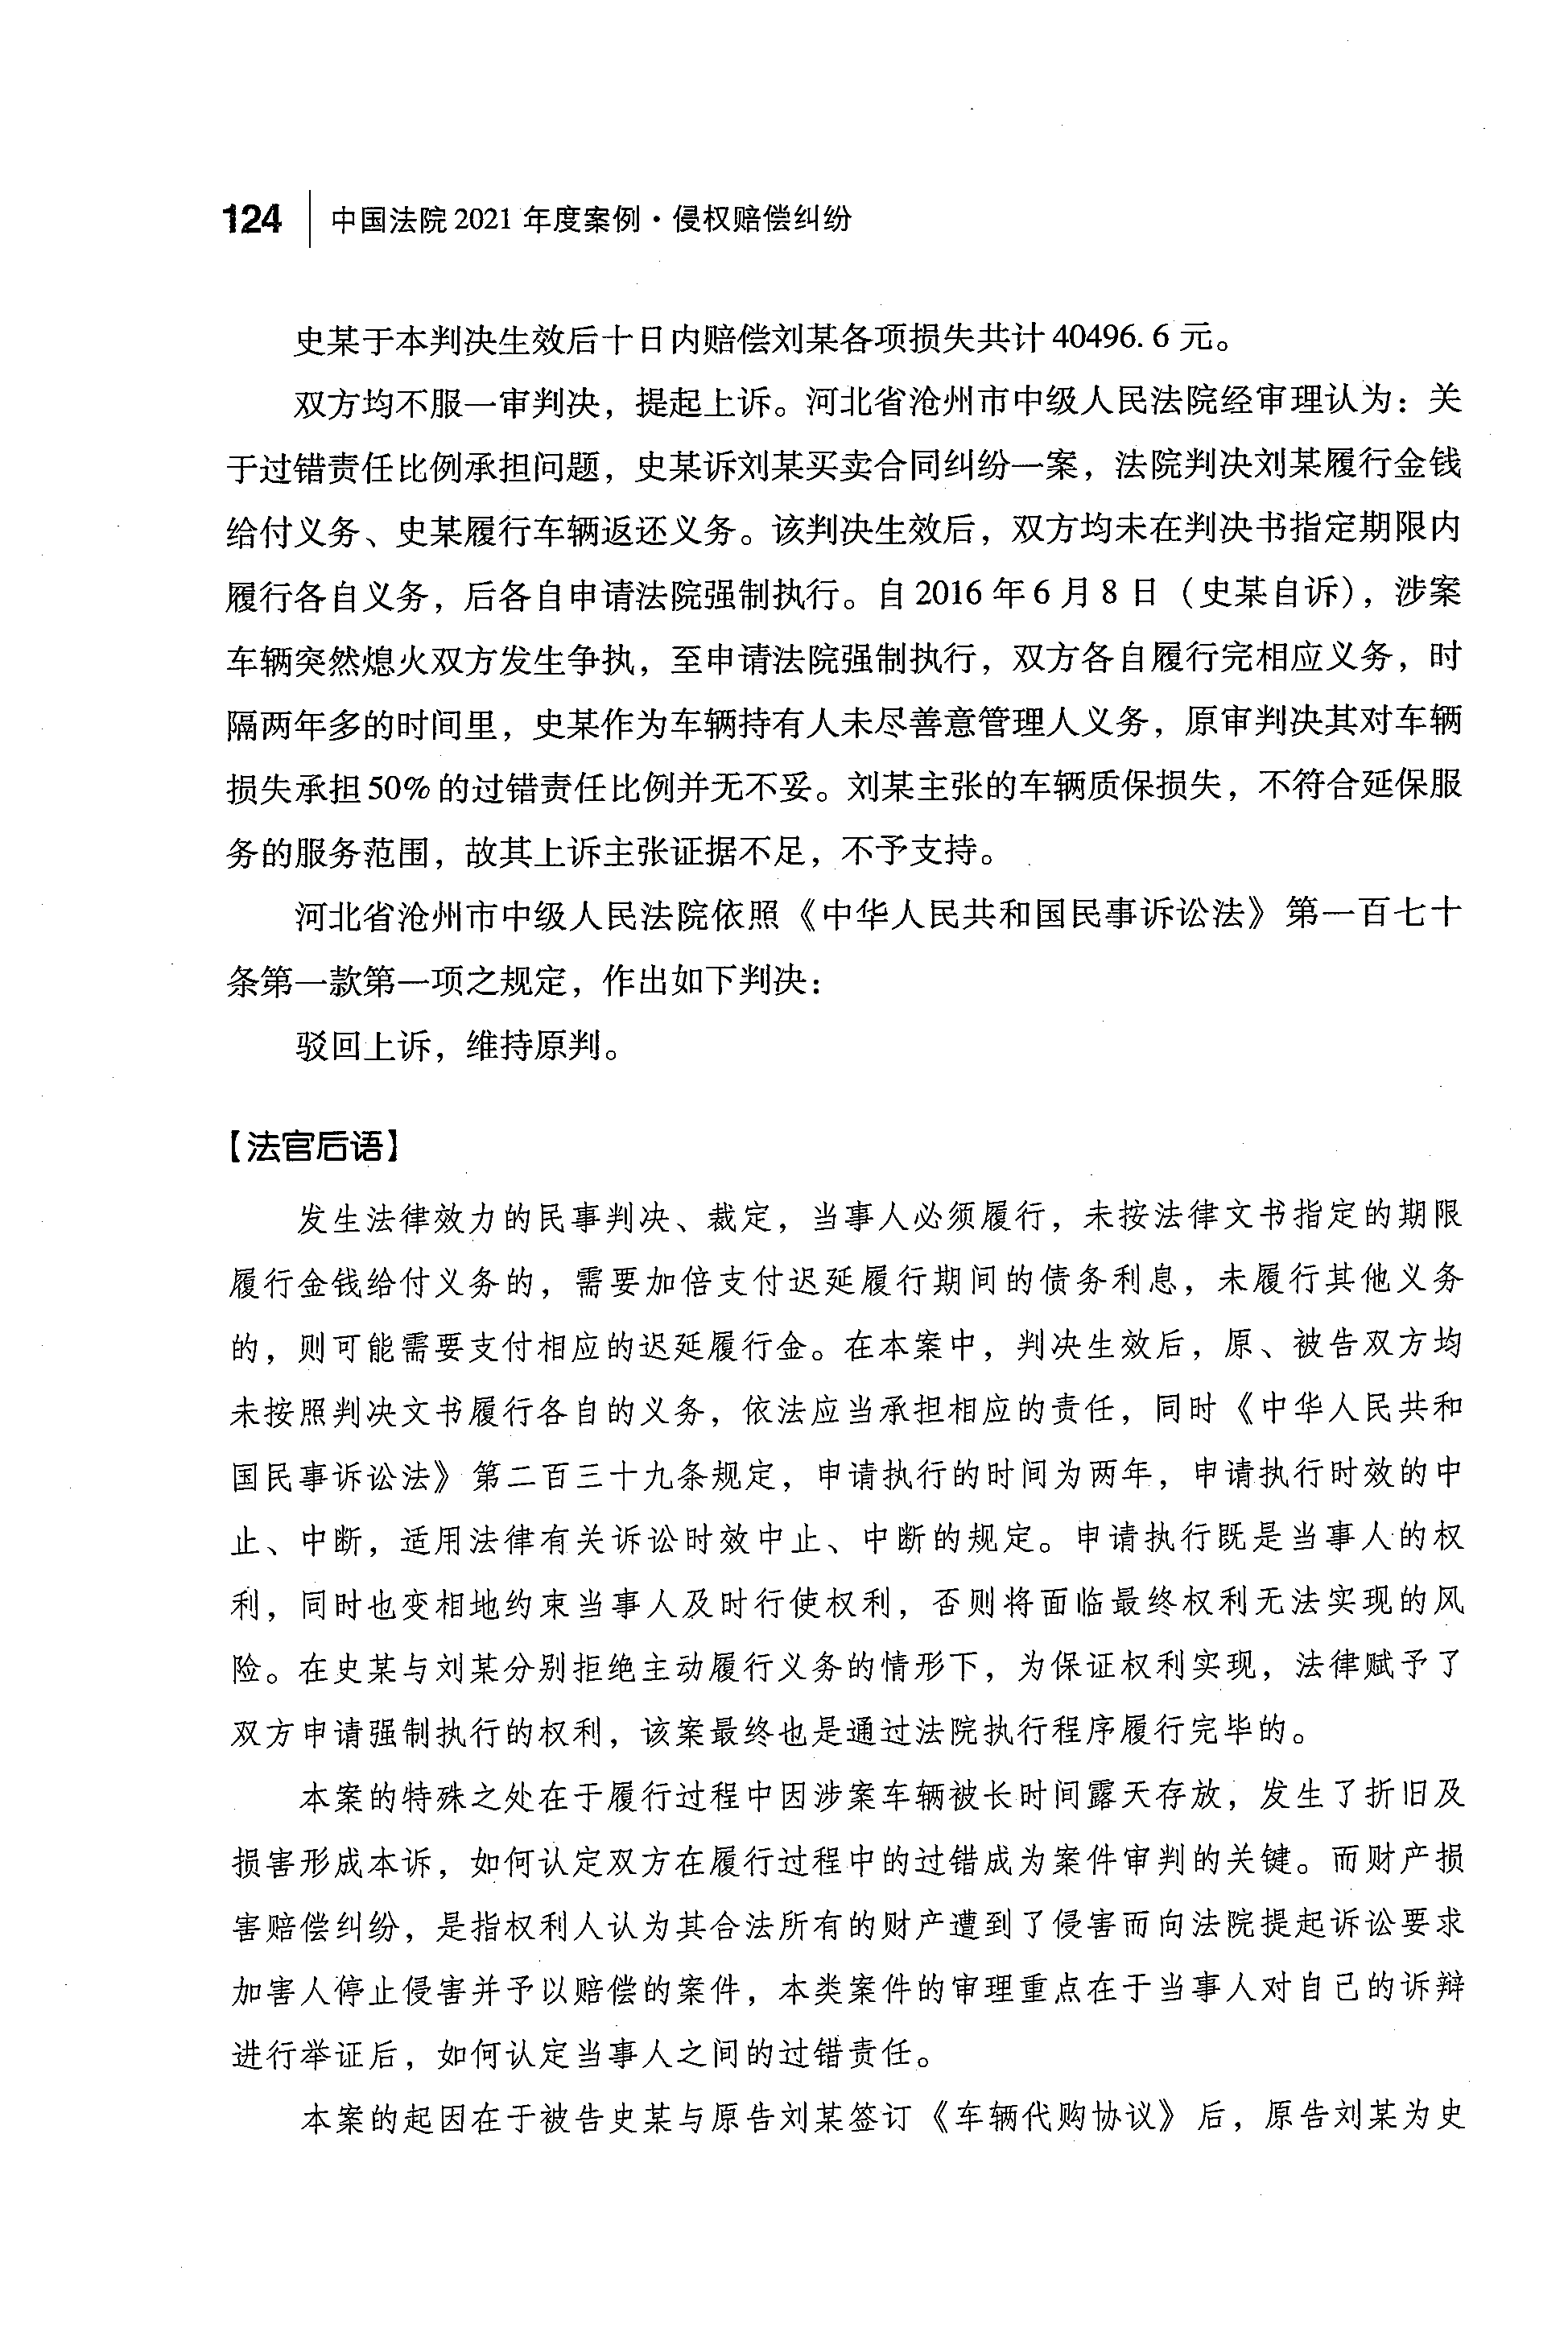 124 中国法院 2021 年度案例·侵权赔偿纠纷
史某于本判决生效后十日内赔偿刘某各项损失共计 40496.6 元。
双方均不服一审判决，提起上诉。河北省沧州市中级人民法院经审理认为：关
于过错责任比例承担问题，史某诉刘某买卖合同纠纷一案，法院判决刘某履行金钱
给付义务、史某履行车辆返还义务。该判决生效后，双方均未在判决书指定期限内
履行各自义务，后各自申请法院强制执行。自 2016 年 6 月 8 日（史某自诉），涉案
车辆突然熄火双方发生争执，至申请法院强制执行，双方各自履行完相应义务，时
隔两年多的时间里，史某作为车辆持有人未尽善意管理人义务，原审判决其对车辆
损失承担 50% 的过错责任比例并无不妥。刘某主张的车辆质保损失，不符合延保服
务的服务范围，故其上诉主张证据不足，不予支持。
河北省沧州市中级人民法院依照《中华人民共和国民事诉讼法》第一百七十
条第一款第一项之规定，作出如下判决：
驳回上诉，维持原判。
【法官后语】
发生法律效力的民事判决、裁定，当事人必须履行，未按法律文书指定的期限
履行金钱给付义务的，需要加倍支付迟延履行期间的债务利息，未履行其他义务
的，则可能需要支付相应的迟延履行金。在本案中，判决生效后，原、被告双方均
未按照判决文书履行各自的义务，依法应当承担相应的责任，同时《中华人民共和
国民事诉讼法》第二百三十九条规定，申请执行的时间为两年，申请执行时效的中
止、中断，适用法律有关诉讼时效中止、中断的规定。申请执行既是当事人的权
利，同时也变相地约束当事人及时行使权利，否则将面临最终权利无法实现的风
险。在史某与刘某分别拒绝主动履行义务的情形下，为保证权利实现，法律赋予了
双方申请强制执行的权利，该案最终也是通过法院执行程序履行完毕的。
本案的特殊之处在于履行过程中因涉案车辆被长时间露天存放，发生了折旧及
损害形成本诉，如何认定双方在履行过程中的过错成为案件审判的关键。而财产损
害赔偿纠纷，是指权利人认为其合法所有的财产遭到了侵害而向法院提起诉讼要求
加害人停止侵害并予以赔偿的案件，本类案件的审理重点在于当事人对自己的诉辩
进行举证后，如何认定当事人之间的过错责任。
本案的起因在于被告史某与原告刘某签订《车辆代购协议》后，原告刘某为史